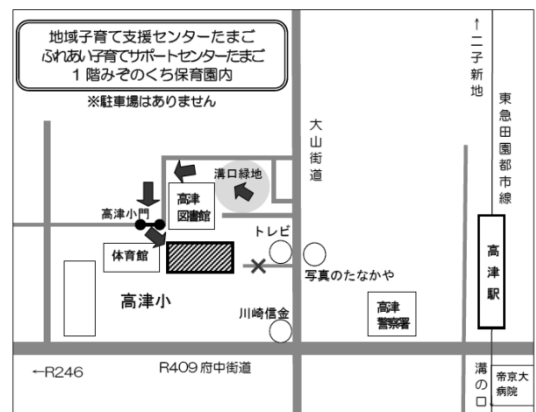 地域子育て支援センターたまご
ふれあい子育てサポートセンターたまご
1階みぞのくち保育園内
※駐車場はありません
↑二子新地
東急田園都市線
大山街道
溝口緑地
高津
図書館
高津小門
トレビ
体育館
写真のたなかや
高津駅
高津小
川崎信金
高津
警察署
←R246
R409府中街道
溝の口
帝京大
病院